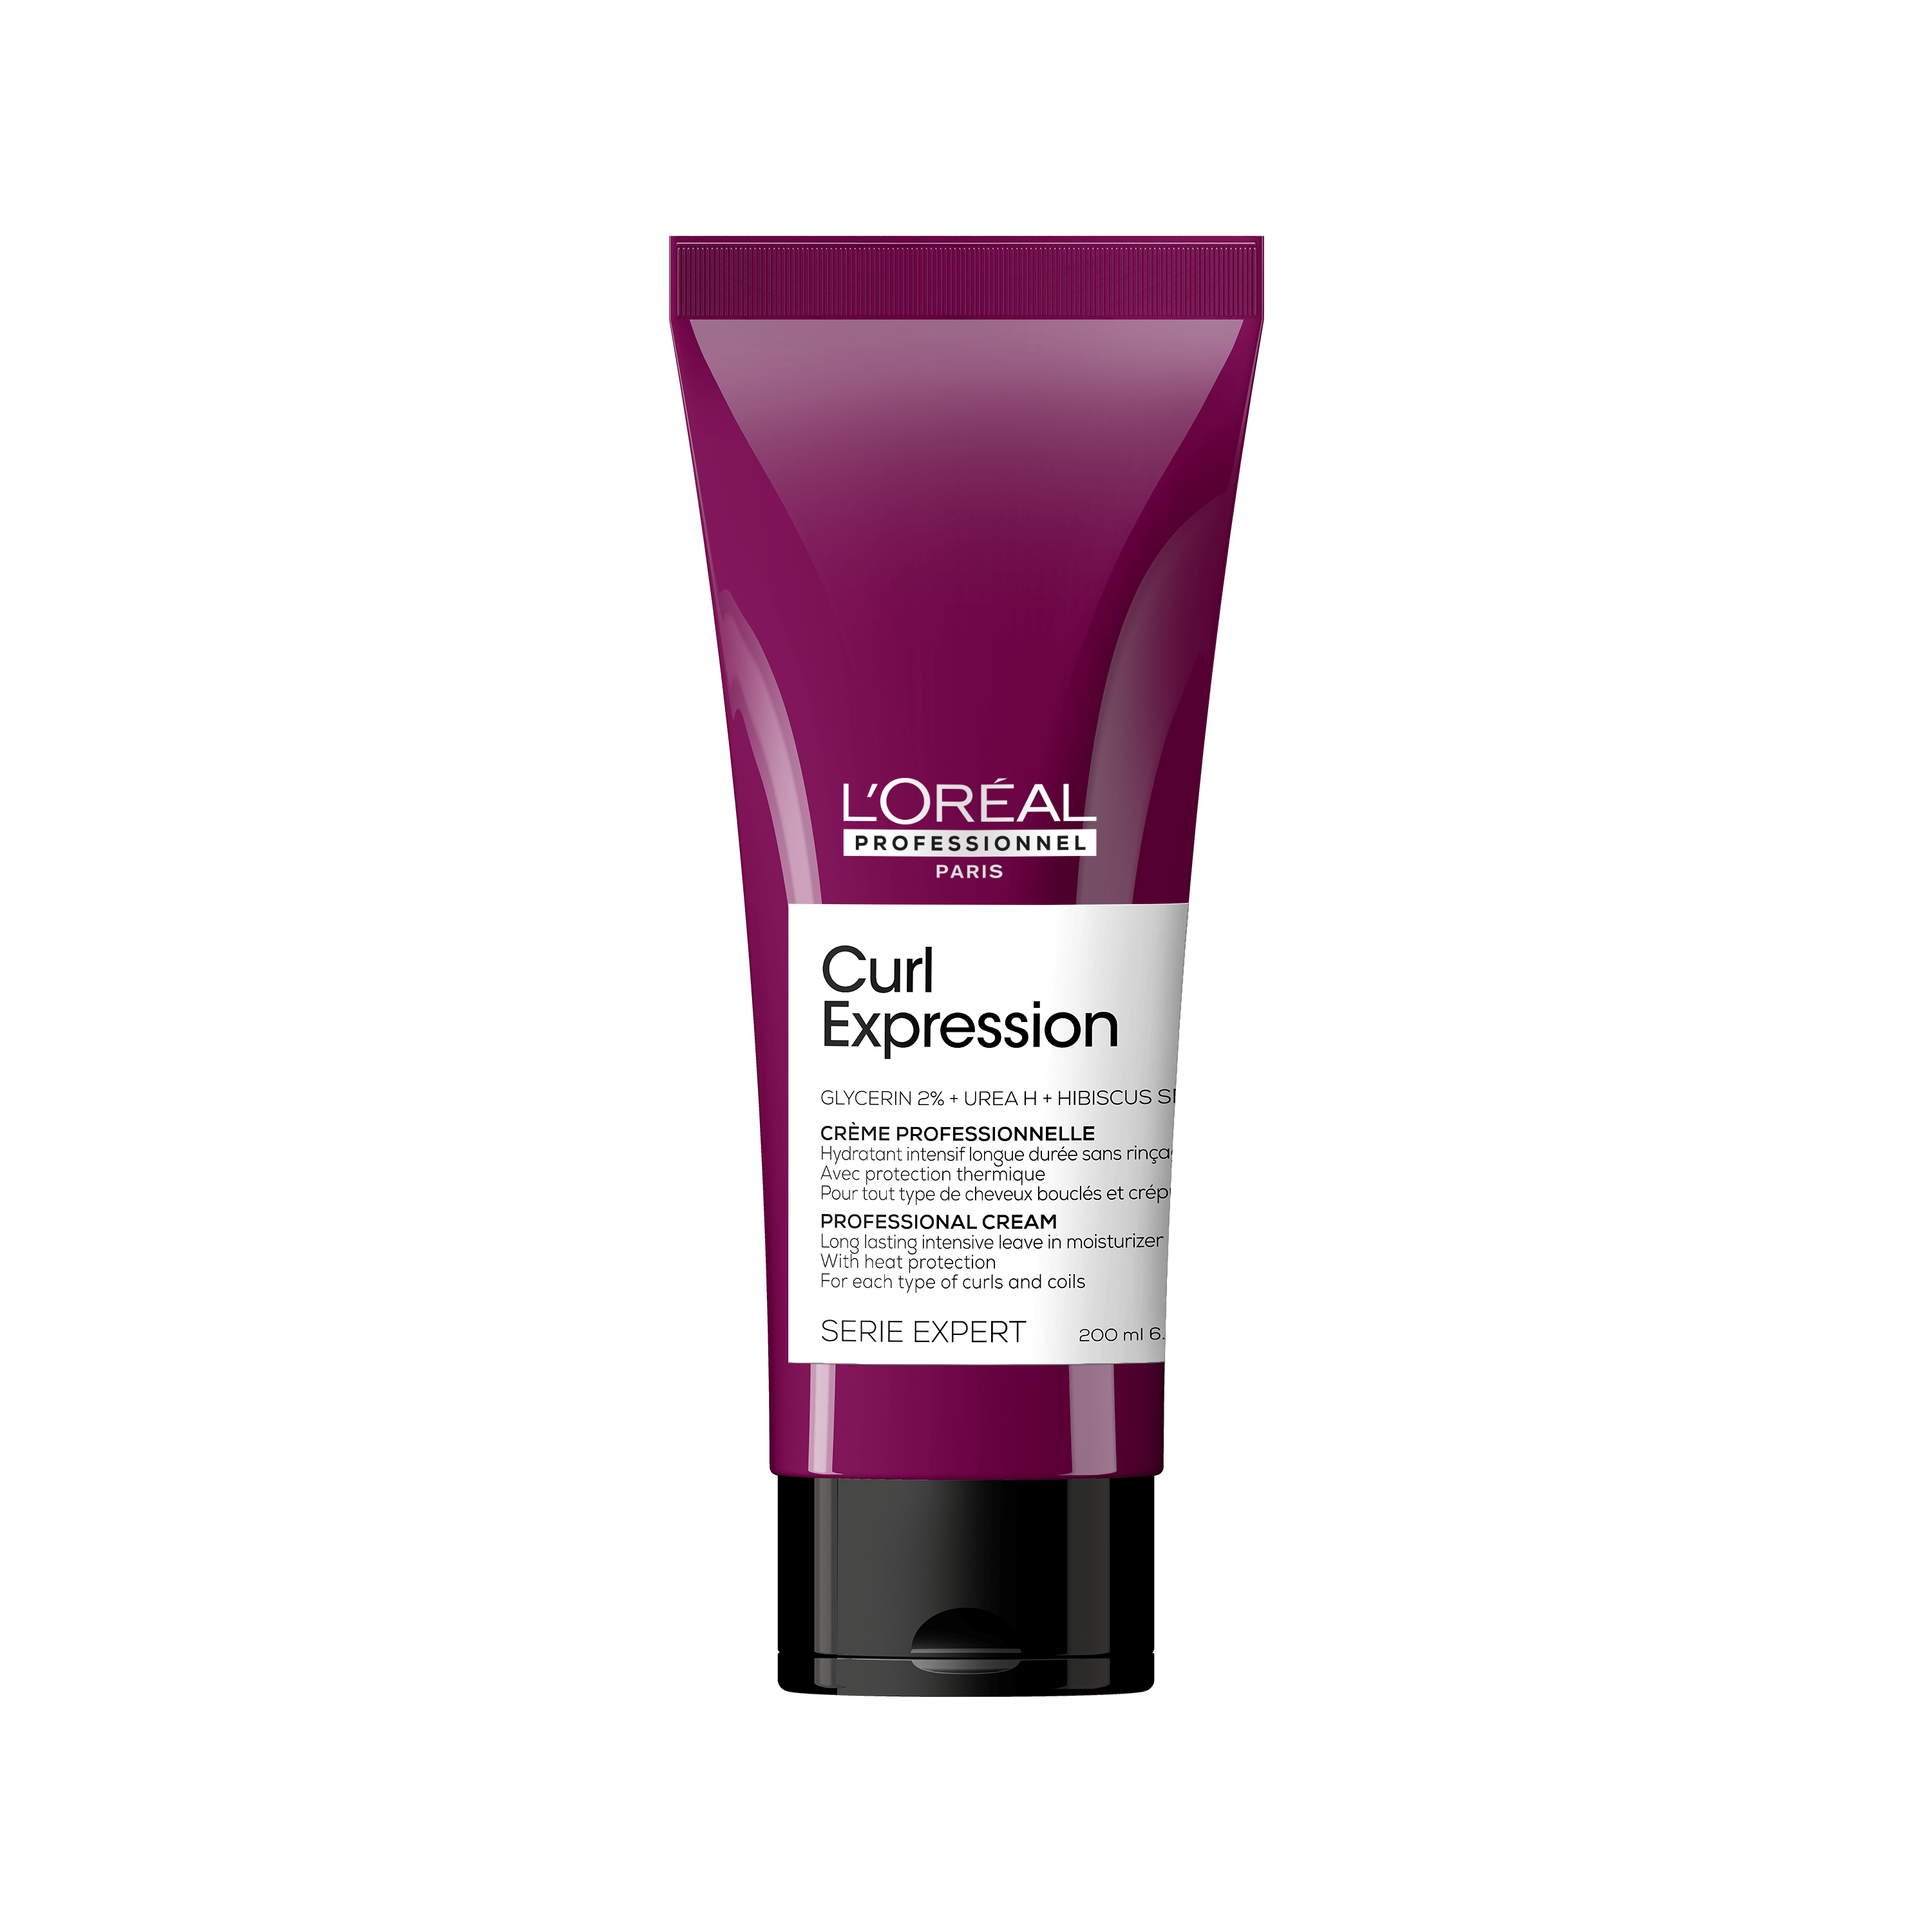 L'ORÉAL
PROFESSIONNEL
PARIS
Curl
Expression
GLYCERIN 2% + UREA H + HIBISCUS
CRÈME PROFESSIONNELLE
Hydratant intensif longue durée sans
Avec protection thermique
Pour tout type de cheveux bouclés et
PROFESSIONAL CREAM
Long lasting intensive leave in moisturizer
With heat protection
For each type of curls and coils
SERIE EXPERT
200 ml